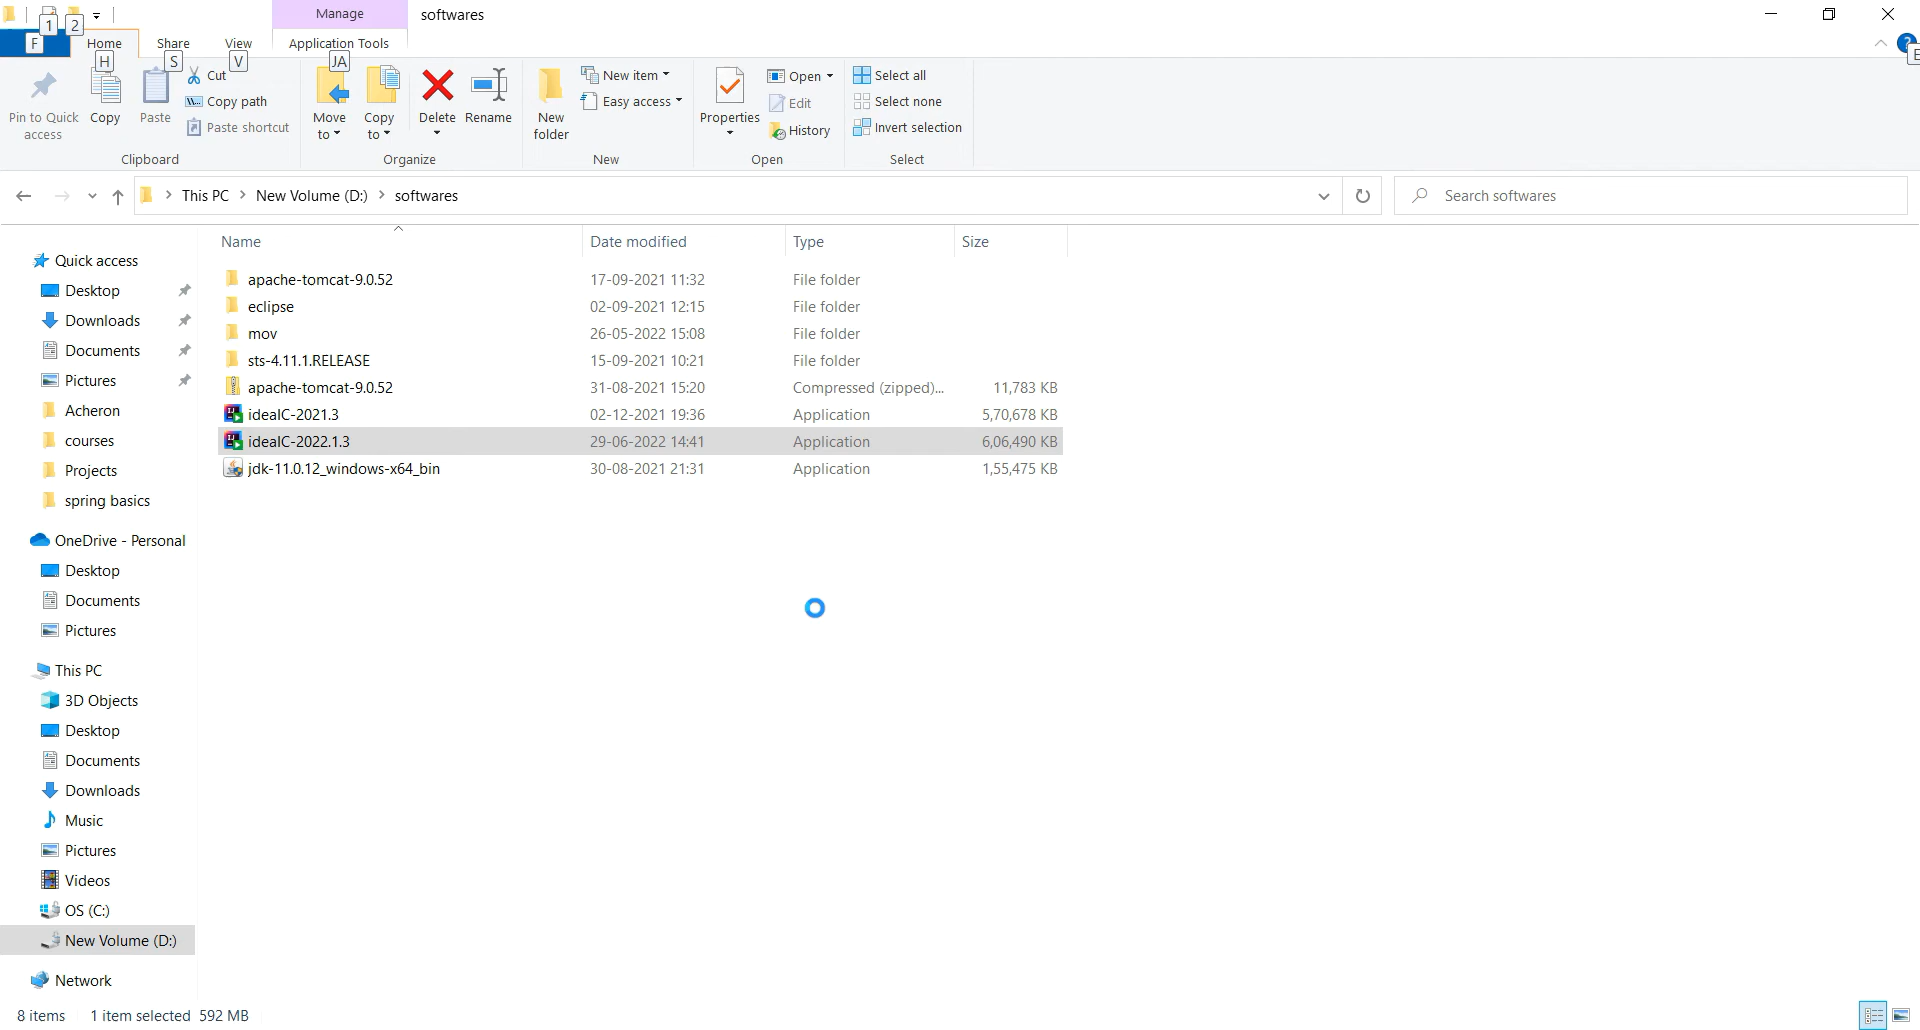 Manage
softwares
1
2
F
Home
Share
View
Application Tools
?
H
S
V
JA
E
Pin to Quick access
Copy
Paste
Cut
Copy path
Paste shortcut
Clipboard
Move to
Copy to
Delete
Rename
Organize
New folder
New item
Easy access
New
Properties
Open
Edit
History
Open
Select all
Select none
Invert selection
Select
This PC
New Volume (D:)
softwares
Search softwares
Name
Date modified
Type
Size
apache-tomcat-9.0.52 17-09-2021 11:32 File folder
eclipse 02-09-2021 12:15 File folder
mov 26-05-2022 15:08 File folder
sts-4.11.1.RELEASE 15-09-2021 10:21 File folder
apache-tomcat-9.0.52 31-08-2021 15:20 Compressed (zipped)... 11,783 KB
ideaIC-2021.3 02-12-2021 19:36 Application 5,70,678 KB
ideaIC-2022.1.3 29-06-2022 14:41 Application 6,06,490 KB
jdk-11.0.12_windows-x64_bin 30-08-2021 21:31 Application 1,55,475 KB
Quick access
Desktop
Downloads
Documents
Pictures
Acheron
courses
Projects
spring basics
OneDrive - Personal
Desktop
Documents
Pictures
This PC
3D Objects
Desktop
Documents
Downloads
Music
Pictures
Videos
OS (C:)
New Volume (D:)
Network
8 items 1 item selected 592 MB